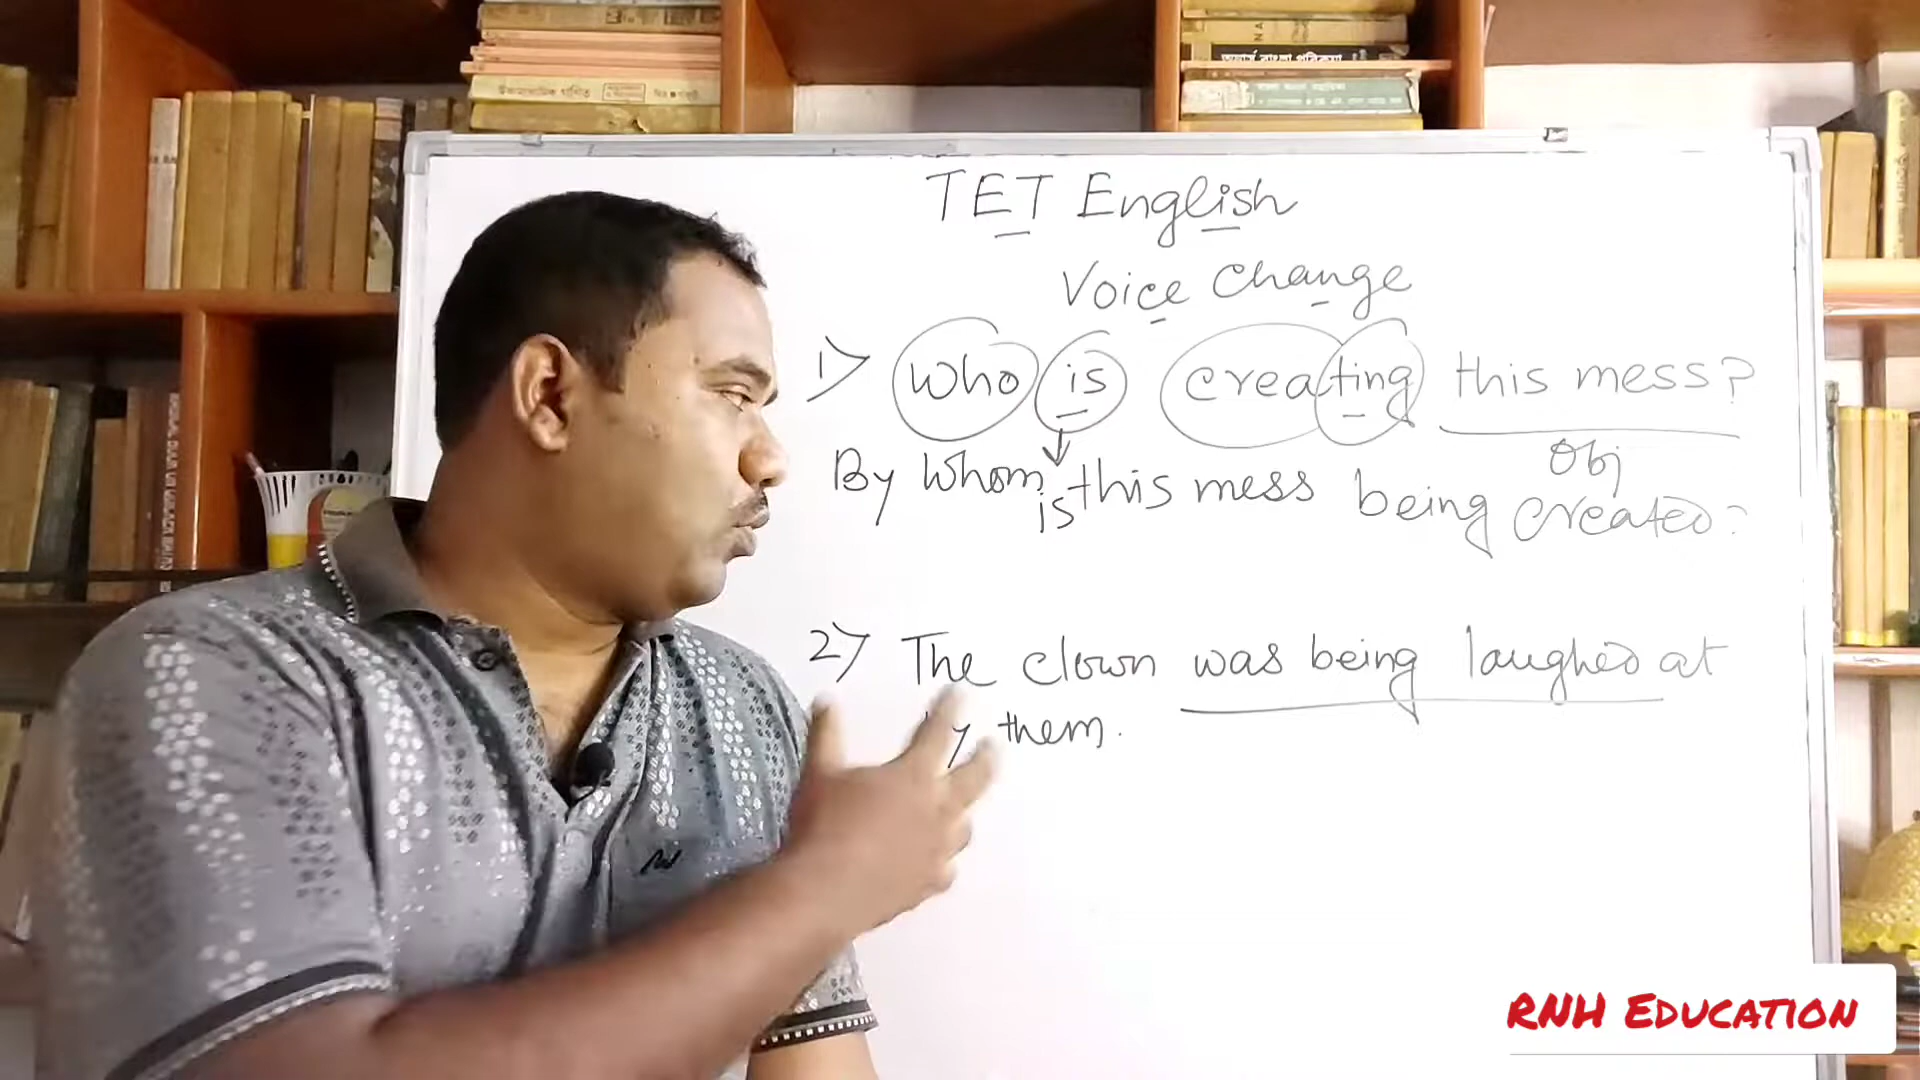 TET English
Voice Change
1) Who is creating this mess?
Obj
By Whom is this mess being created?
2) The clown was being laughed at
by them.
RNH EDUCATION